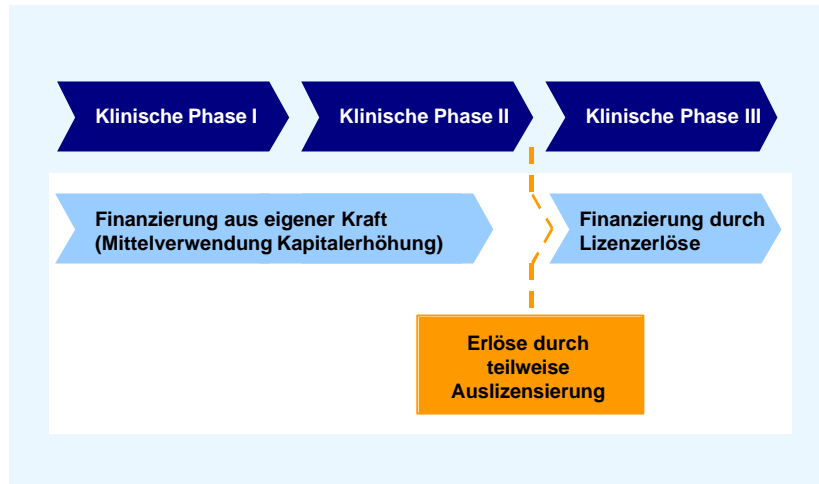 Klinische Phase I
Klinische Phase II
Klinische Phase III
Finanzierung aus eigener Kraft
(Mittelverwendung Kapitalerhöhung)
Finanzierung durch
Lizenzerlöse
Erlöse durch
teilweise
Auslizensierung